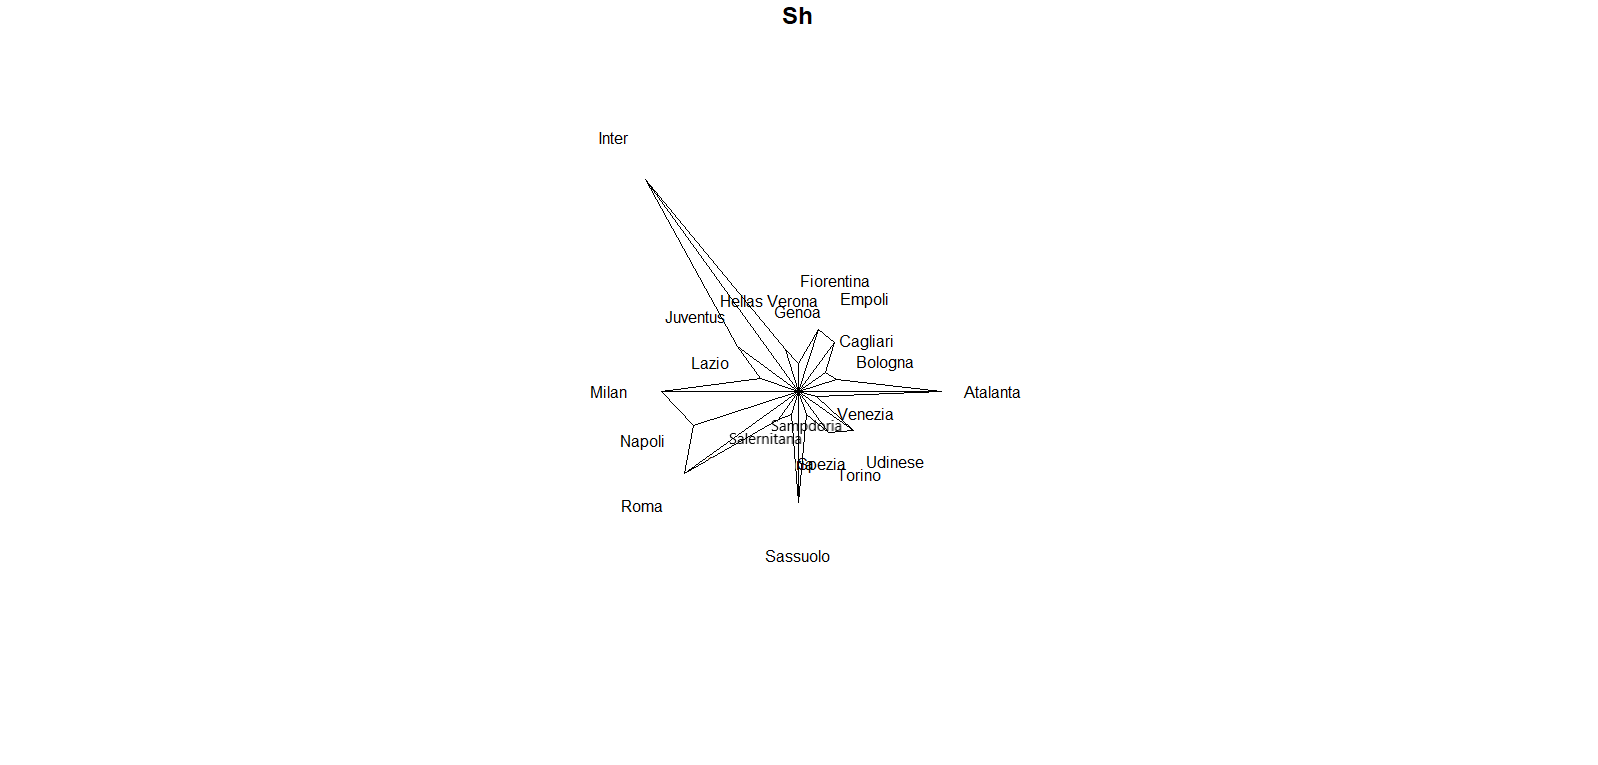 Sh
Inter
Fiorentina
Hellas Verona
Empoli
Genoa
Juventus
Cagliari
Lazio
Bologna
Milan
Atalanta
Venezia
Sampdoria
Salernitana
Napoli
Spezia
Udinese
Torino
Roma
Sassuolo